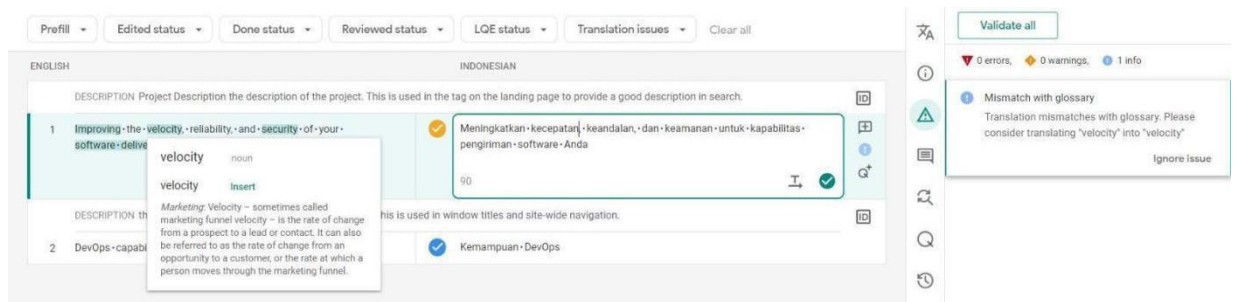 Prefill
Edited status
Done status
Reviewed status
LQE status
Translation issues
Clear all
ENGLISH
INDONESIAN
DESCRIPTION Project Description the description of the project. This is used in the tag on the landing page to provide a good description in search.
ID
1
Improving·the·velocity,·reliability,·and·security·of·your·
software·delive
Meningkatkan·kecepatan,·keandalan,·dan·keamanan·untuk·kapabilitas·
pengiriman·software·Anda
90
velocity noun
velocity Insert
Marketing: Velocity – sometimes called
marketing funnel velocity – is the rate of change
from a prospect to a lead or contact. It can also
be referred to as the rate of change from an
opportunity to a customer, or the rate at which a
person moves through the marketing funnel.
DESCRIPTION th
his is used in window titles and site-wide navigation.
ID
2
DevOps·capabi
Kemampuan·DevOps
Validate all
0 errors, 0 warnings, 1 info
Mismatch with glossary
Translation mismatches with glossary. Please
consider translating "velocity" into "velocity"
Ignore issue